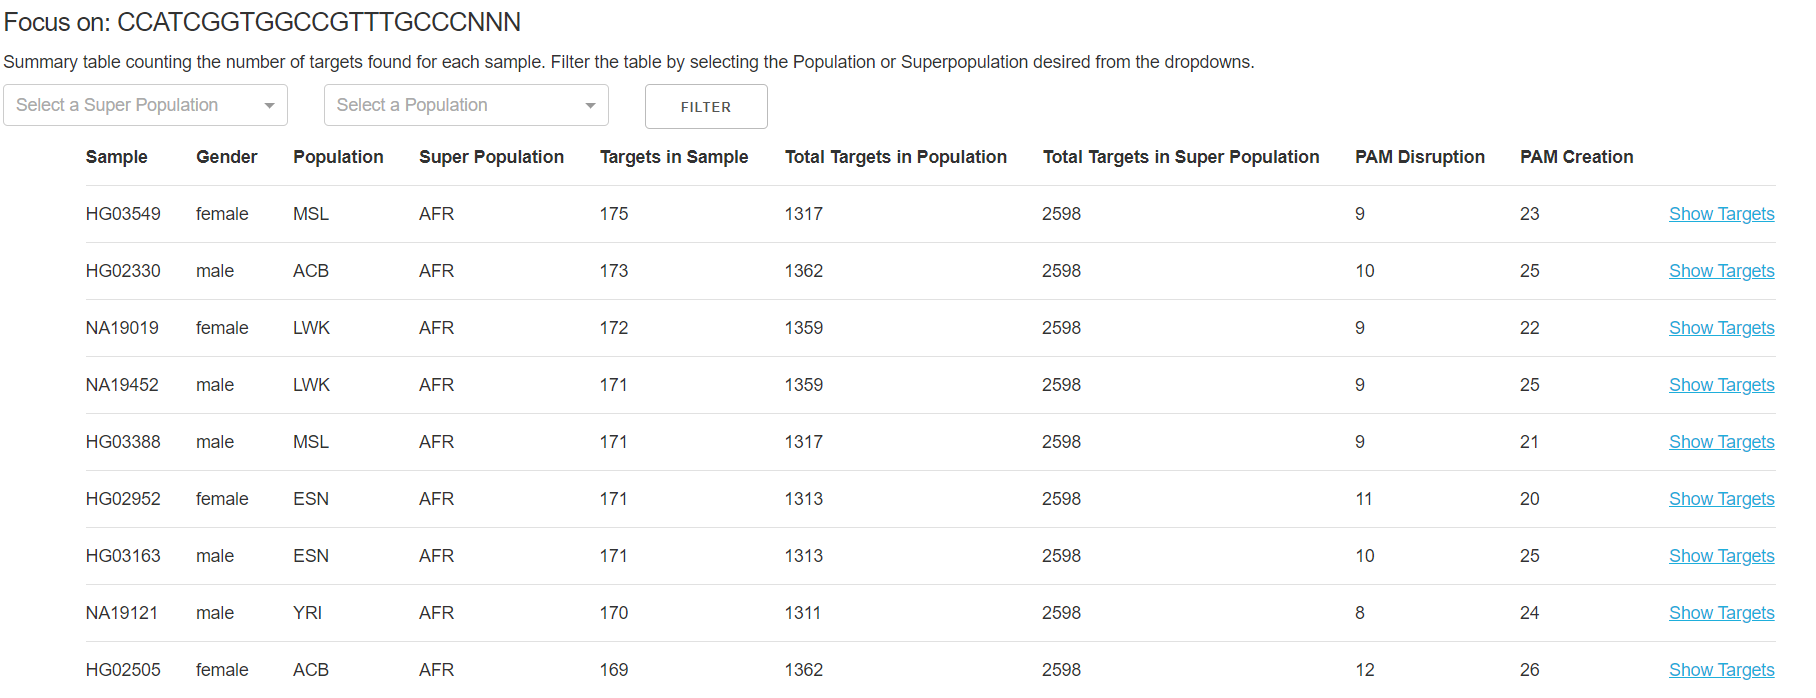 Focus on: CCATCGGTGGCCGTTTGCCCNNN
Summary table counting the number of targets found for each sample. Filter the table by selecting the Population or Superpopulation desired from the dropdowns.
Select a Super Population Select a Population FILTER
Sample Gender Population Super Population Targets in Sample Total Targets in Population Total Targets in Super Population PAM Disruption PAM Creation
HG03549 female MSL AFR 175 1317 2598 9 23 Show Targets
HG02330 male ACB AFR 173 1362 2598 10 25 Show Targets
NA19019 female LWK AFR 172 1359 2598 9 22 Show Targets
NA19452 male LWK AFR 171 1359 2598 9 25 Show Targets
HG03388 male MSL AFR 171 1317 2598 9 21 Show Targets
HG02952 female ESN AFR 171 1313 2598 11 20 Show Targets
HG03163 male ESN AFR 171 1313 2598 10 25 Show Targets
NA19121 male YRI AFR 170 1311 2598 8 24 Show Targets
HG02505 female ACB AFR 169 1362 2598 12 26 Show Targets